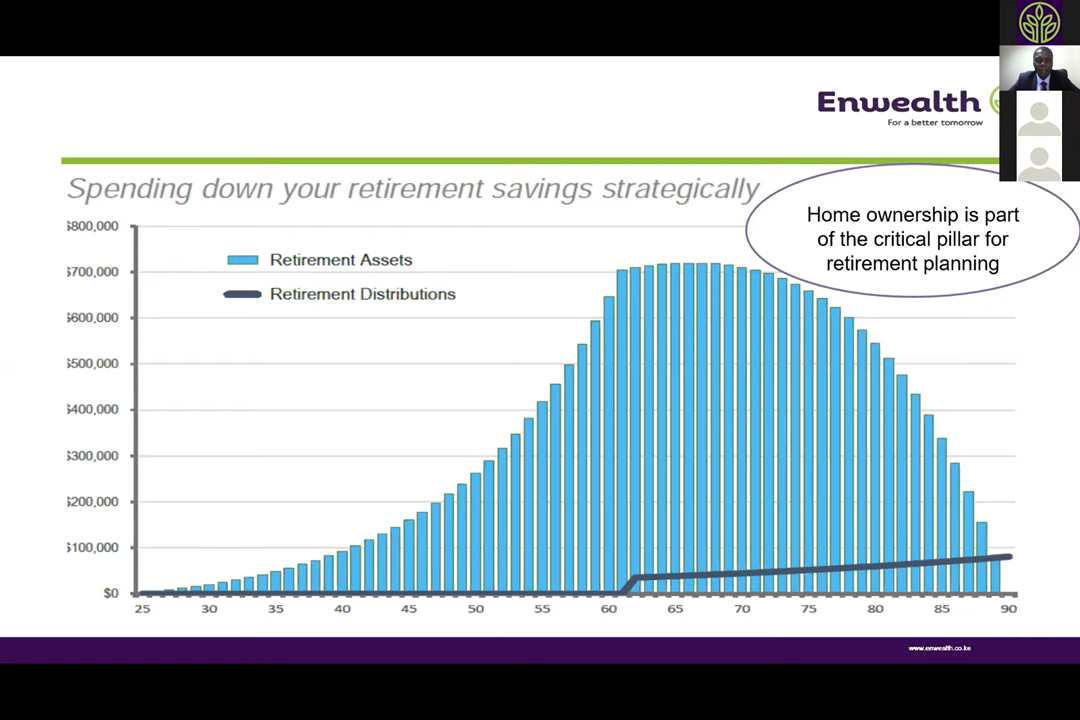 Enwealth
For a better tomorrow
Spending down your retirement savings strategically
Home ownership is part
of the critical pillar for
retirement planning
$800,000
$700,000
$600,000
$500,000
$400,000
$300,000
$200,000
$100,000
$0
Retirement Assets
Retirement Distributions
25 30 35 40 45 50 55 60 65 70 75 80 85 90
www.enwealth.co.ke